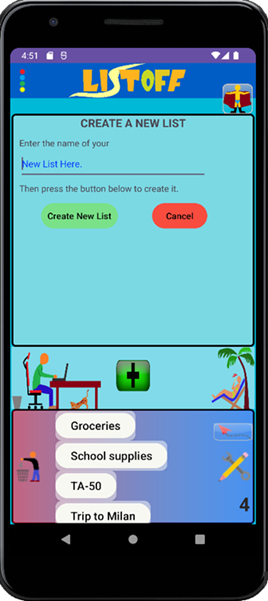 4:51
LISTOFF
CREATE A NEW LIST
Enter the name of your
New List Here.
Then press the button below to create it.
Create New List
Cancel
Groceries
School supplies
TA-50
Trip to Milan
4